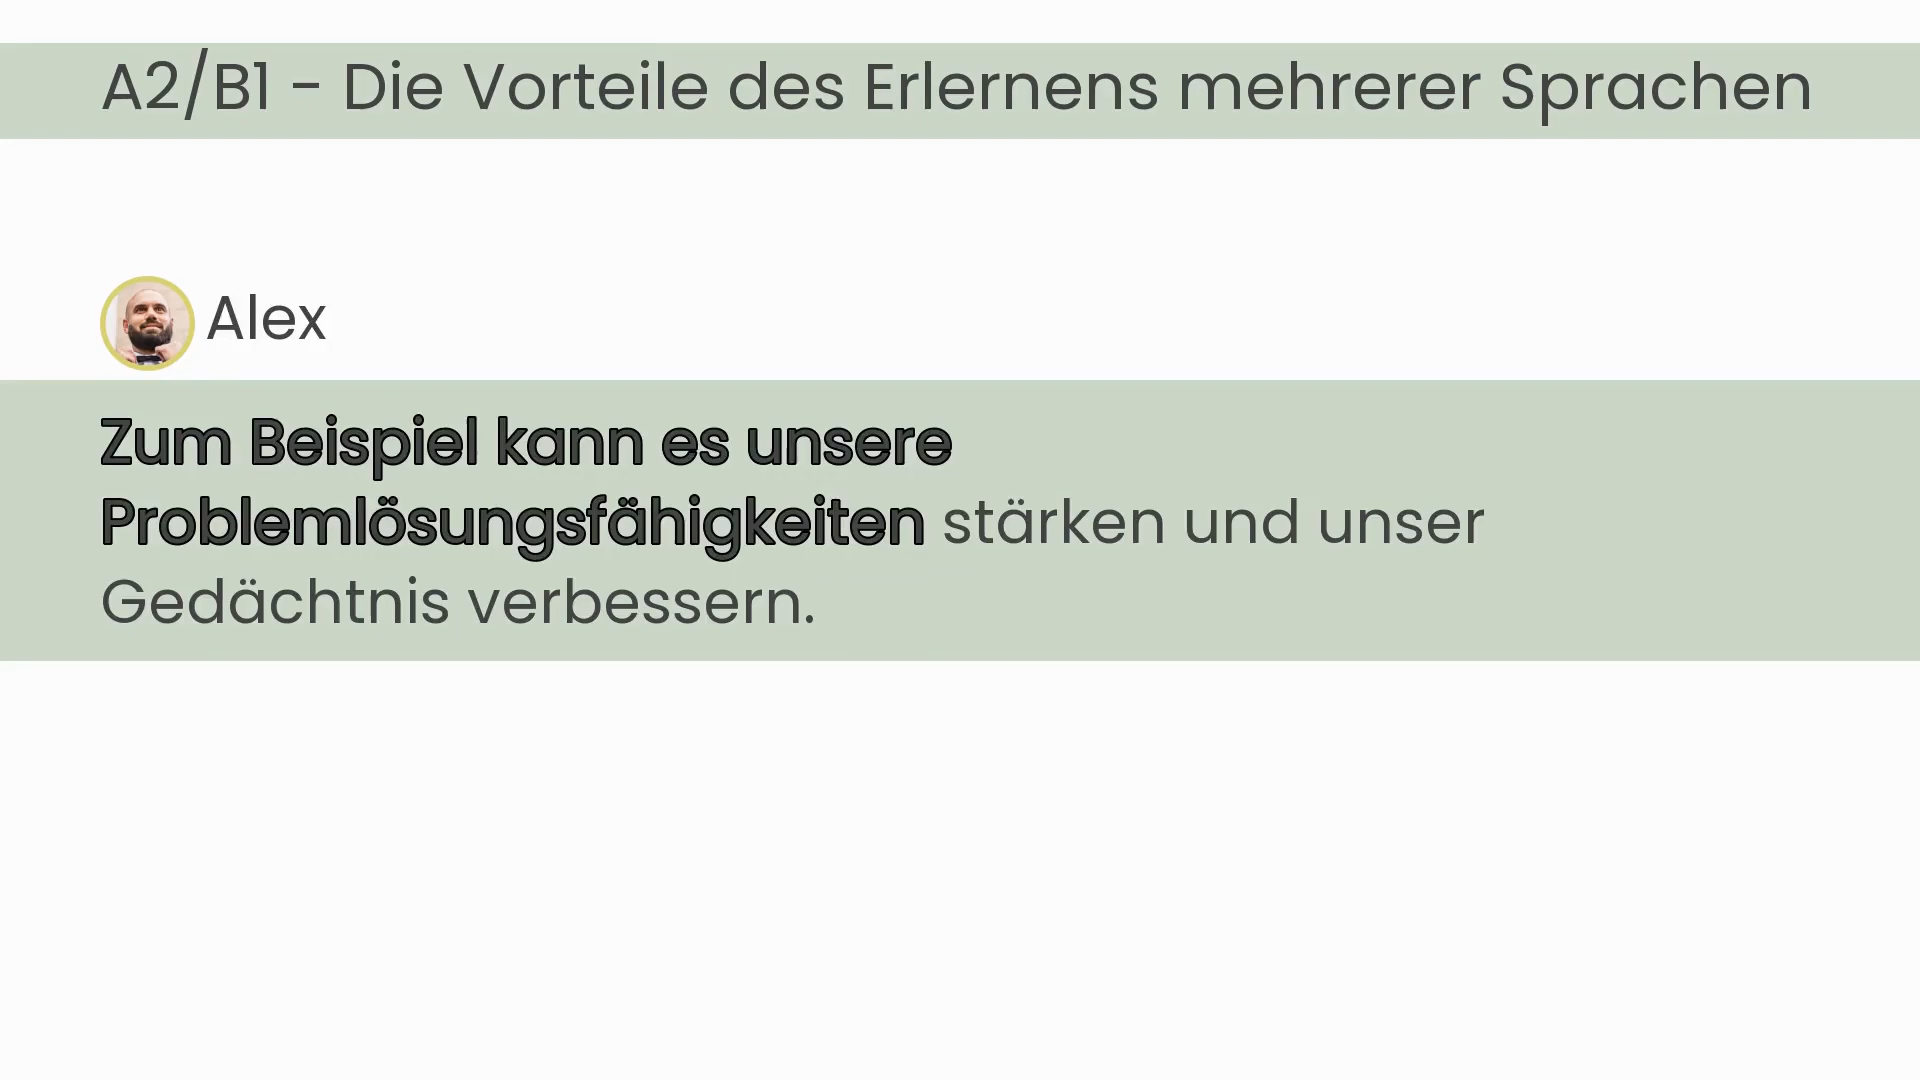 A2/B1 - Die Vorteile des Erlernens mehrerer Sprachen
Alex
Zum Beispiel kann es unsere
Problemlösungsfähigkeiten stärken und unser
Gedächtnis verbessern.